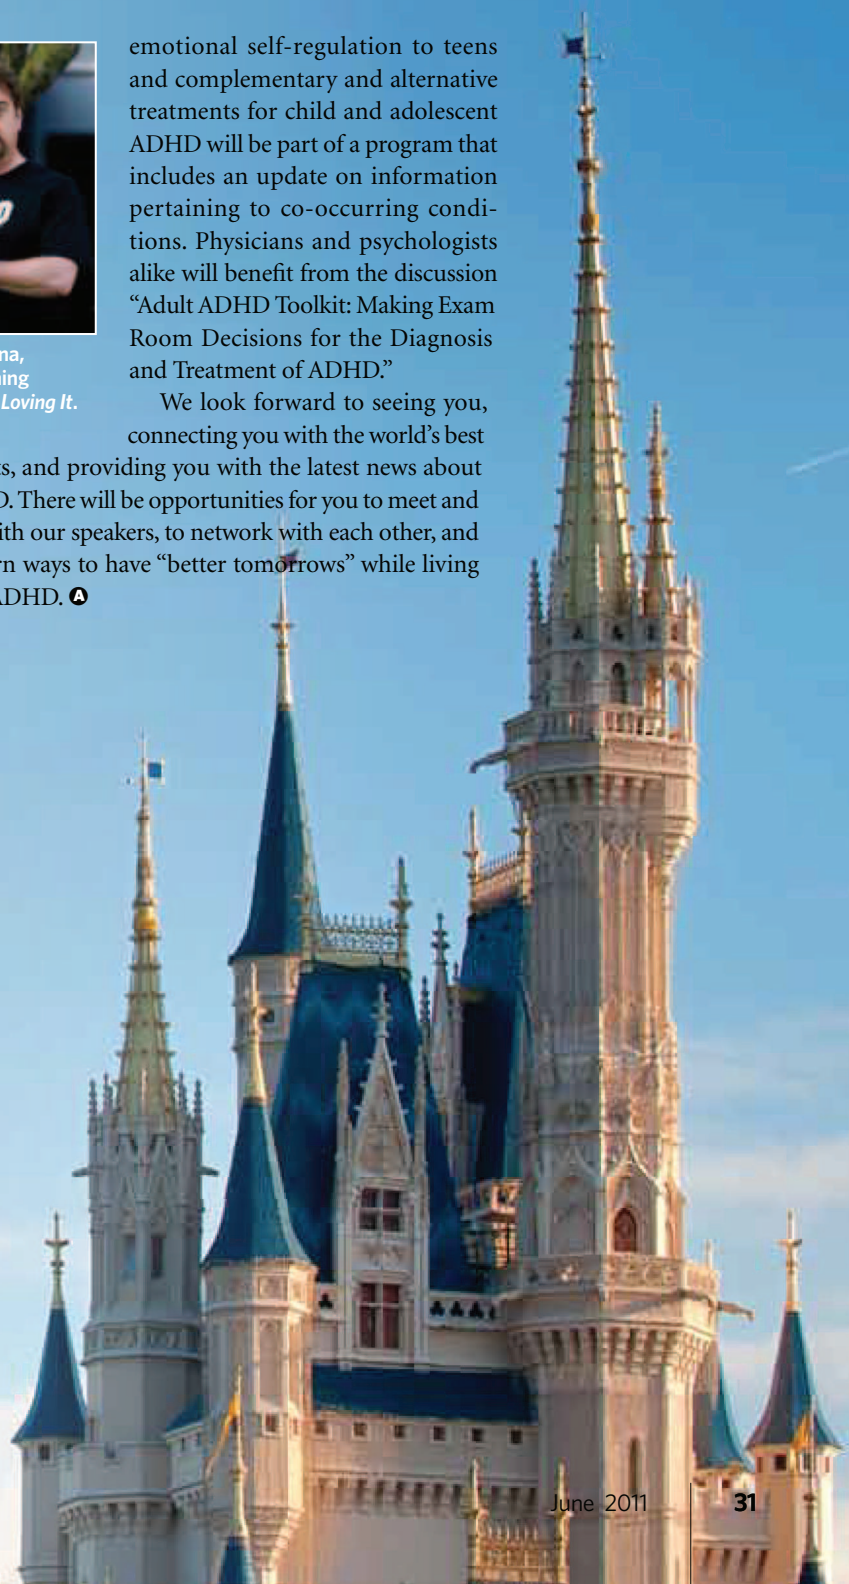 emotional self-regulation to teens
and complementary and alternative
treatments for child and adolescent
ADHD will be part of a program that
includes an update on information
pertaining to co-occurring condi-
tions. Physicians and psychologists
alike will benefit from the discussion
“Adult ADHD Toolkit: Making Exam
Room Decisions for the Diagnosis
and Treatment of ADHD.”
Loving It.
We look forward to seeing you,
connecting you with the world’s best
and providing you with the latest news about
There will be opportunities for you to meet and
with our speakers, to network with each other, and
ways to have “better tomorrows” while living
ADHD. A
June 2011 31